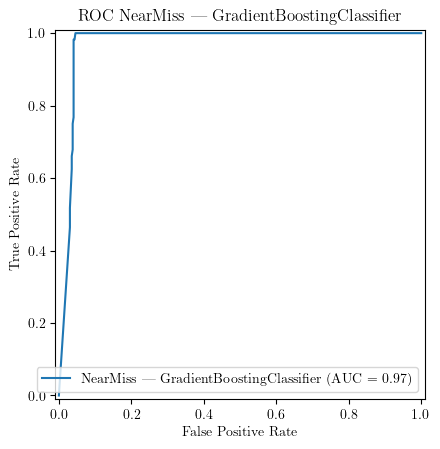 ROC NearMiss — GradientBoostingClassifier
1.0
0.8
0.6
0.4
0.2
0.0
True Positive Rate
NearMiss — GradientBoostingClassifier (AUC = 0.97)
0.0 0.2 0.4 0.6 0.8 1.0
False Positive Rate